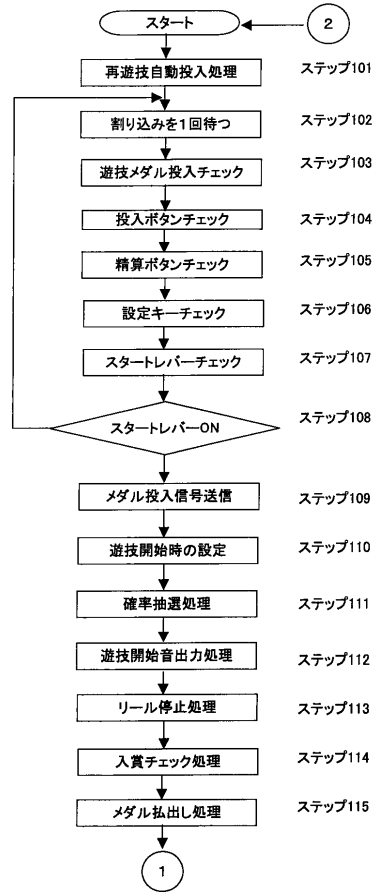 スタート
2
再遊技自動投入処理 ステップ101
割り込みを1回待つ ステップ102
遊技メダル投入チェック ステップ103
投入ボタンチェック ステップ104
精算ボタンチェック ステップ105
設定キーチェック ステップ106
スタートレバーチェック ステップ107
スタートレバーON ステップ108
メダル投入信号送信 ステップ109
遊技開始時の設定 ステップ110
確率抽選処理 ステップ111
遊技開始音出力処理 ステップ112
リール停止処理 ステップ113
入賞チェック処理 ステップ114
メダル払出し処理 ステップ115
1